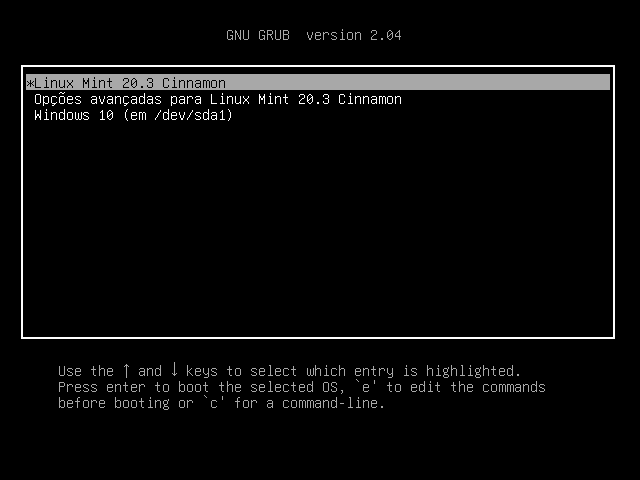 GNU GRUB version 2.04
*Linux Mint 20.3 Cinnamon
Opções avançadas para Linux Mint 20.3 Cinnamon
Windows 10 (em /dev/sda1)
Use the ↑ and ↓ keys to select which entry is highlighted.
Press enter to boot the selected OS, `e' to edit the commands
before booting or `c' for a command-line.